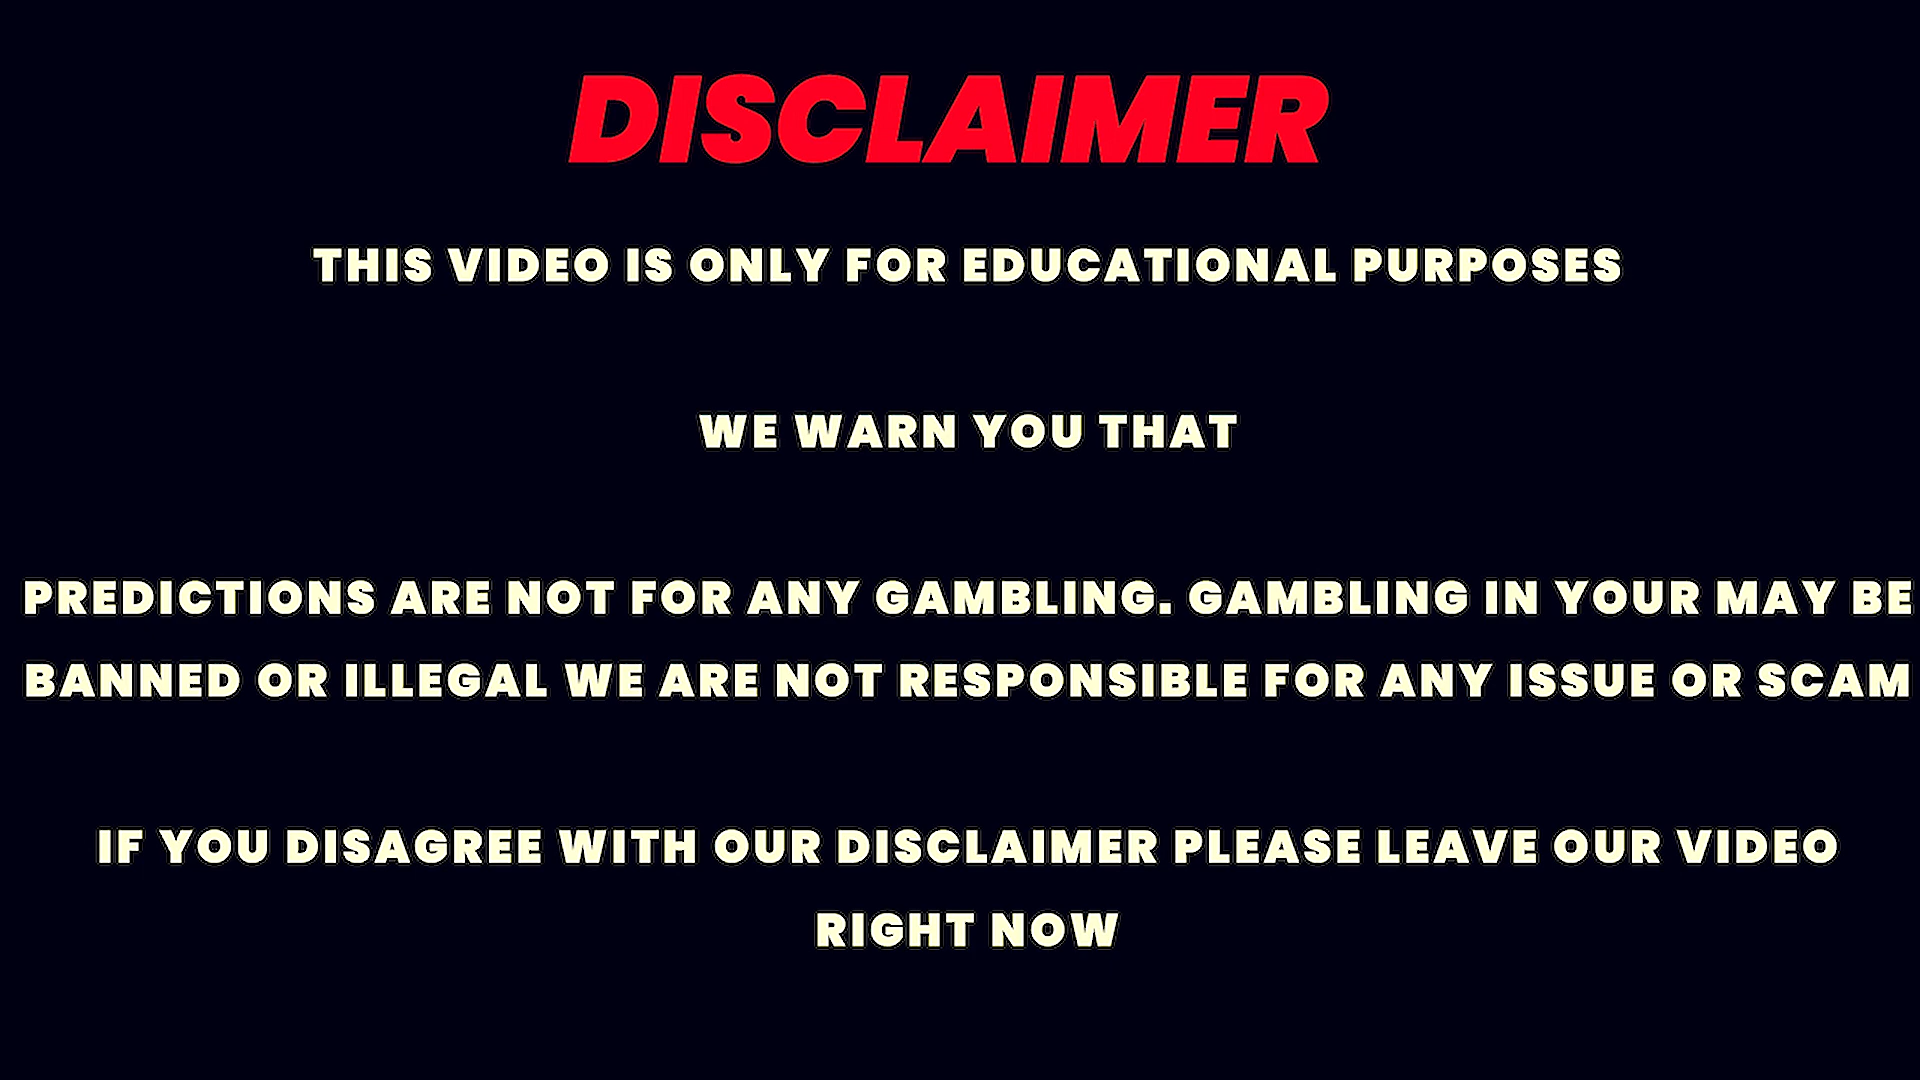 DISCLAIMER
THIS VIDEO IS ONLY FOR EDUCATIONAL PURPOSES
WE WARN YOU THAT
PREDICTIONS ARE NOT FOR ANY GAMBLING. GAMBLING IN YOUR MAY BE
BANNED OR ILLEGAL WE ARE NOT RESPONSIBLE FOR ANY ISSUE OR SCAM
IF YOU DISAGREE WITH OUR DISCLAIMER PLEASE LEAVE OUR VIDEO
RIGHT NOW